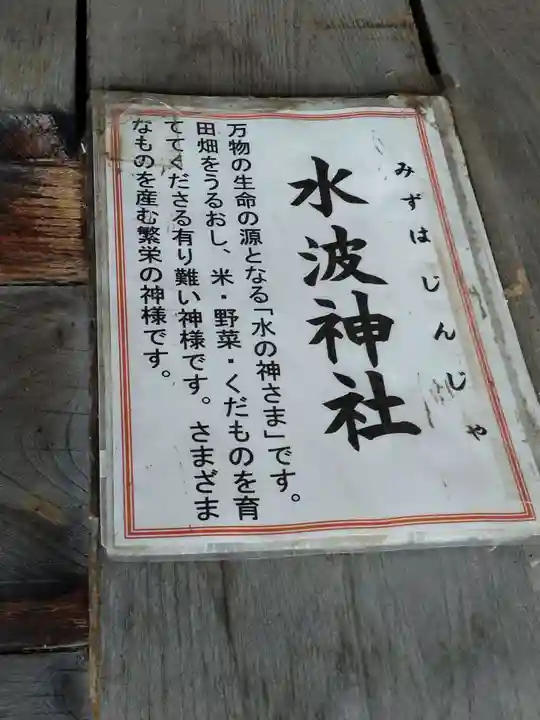 みずはじんじゃ
水波神社
万物の生命の源となる「水の神さま」です。
田畑をうるおし、米・野菜・くだものを育
ててくださる有り難い神様です。さまざま
なものを産む繁栄の神様です。